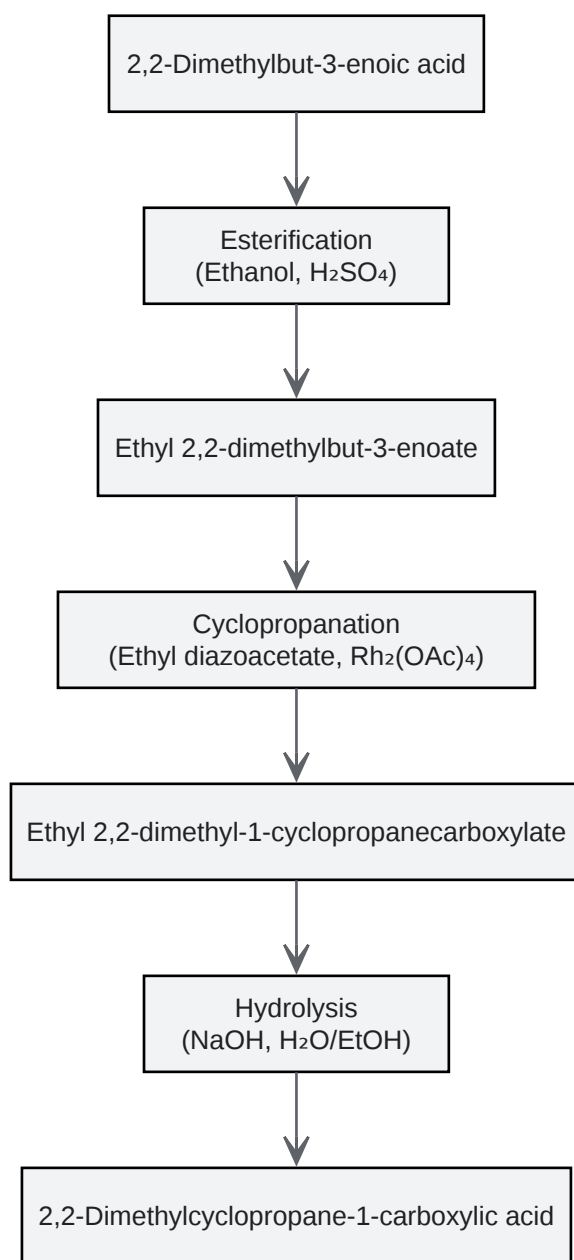 2,2-Dimethylbut-3-enoic acid
Esterification
(Ethanol, H₂SO₄)
Ethyl 2,2-dimethylbut-3-enoate
Cyclopropanation
(Ethyl diazoacetate, Rh₂(OAc)₄)
Ethyl 2,2-dimethyl-1-cyclopropanecarboxylate
Hydrolysis
(NaOH, H₂O/EtOH)
2,2-Dimethylcyclopropane-1-carboxylic acid